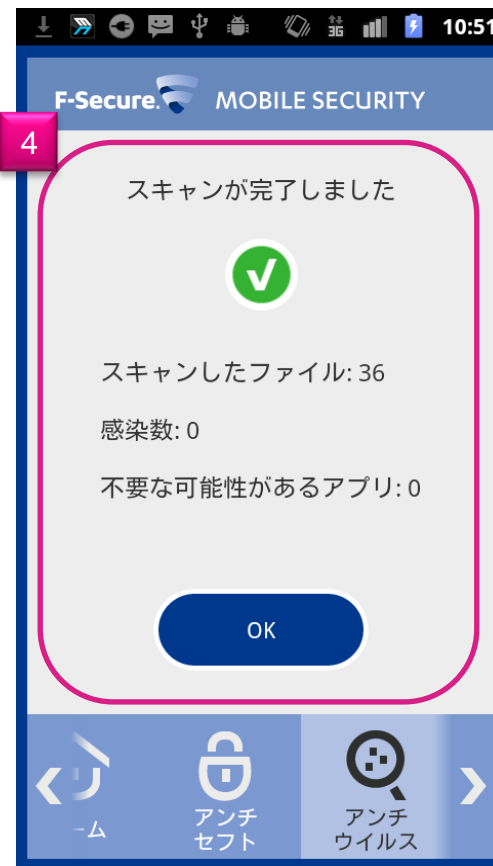 3G 10:51
F-Secure. MOBILE SECURITY
4
スキャンが完了しました
スキャンしたファイル: 36
感染数: 0
不要な可能性があるアプリ: 0
OK
ーム
アンチ
セフト
アンチ
ウイルス